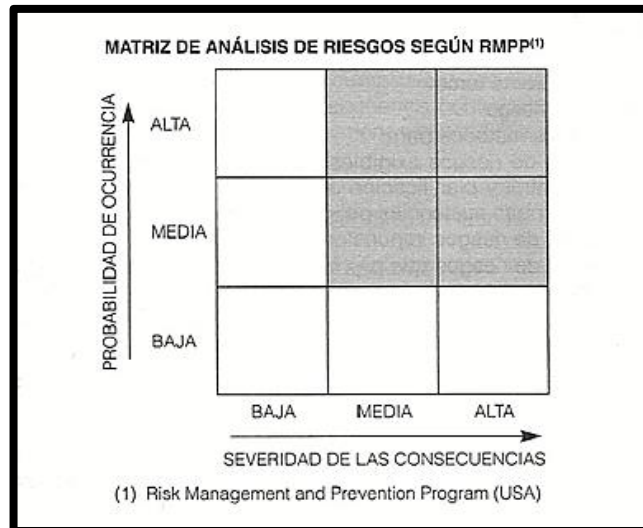 MATRIZ DE ANÁLISIS DE RIESGOS SEGÚN RMPP(1)
PROBABILIDAD DE OCURRENCIA
ALTA
MEDIA
BAJA
BAJA MEDIA ALTA
SEVERIDAD DE LAS CONSECUENCIAS
(1) Risk Management and Prevention Program (USA)